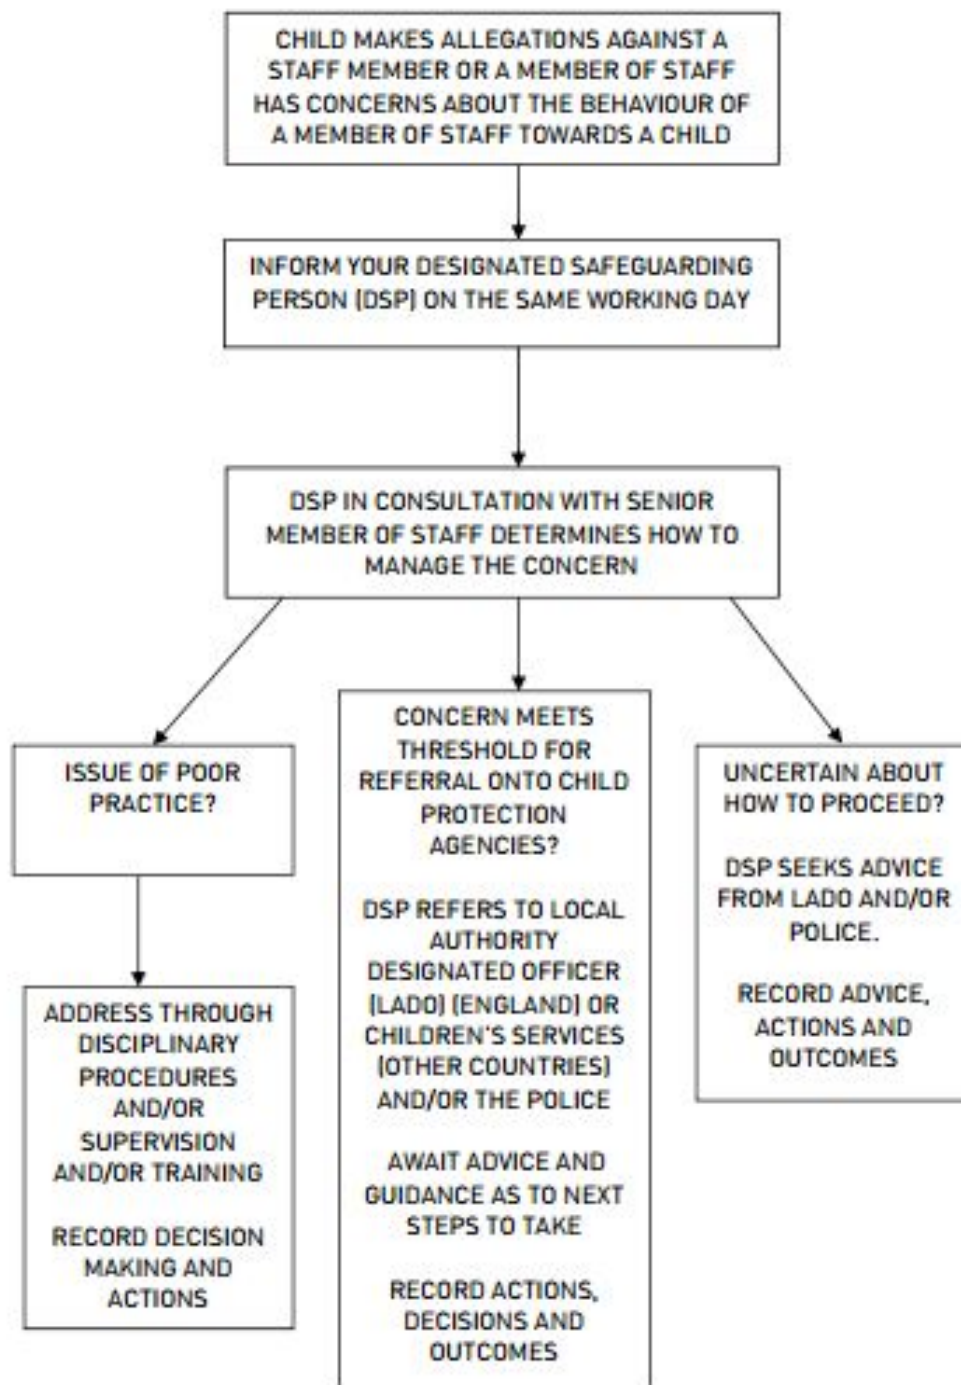 CHILD MAKES ALLEGATIONS AGAINST A
STAFF MEMBER OR A MEMBER OF STAFF
HAS CONCERNS ABOUT THE BEHAVIOUR OF
A MEMBER OF STAFF TOWARDS A CHILD
INFORM YOUR DESIGNATED SAFEGUARDING
PERSON (DSP) ON THE SAME WORKING DAY
DSP IN CONSULTATION WITH SENIOR
MEMBER OF STAFF DETERMINES HOW TO
MANAGE THE CONCERN
ISSUE OF POOR
PRACTICE?
ADDRESS THROUGH
DISCIPLINARY
PROCEDURES
AND/OR
SUPERVISION
AND/OR TRAINING
RECORD DECISION
MAKING AND
ACTIONS
CONCERN MEETS
THRESHOLD FOR
REFERRAL ONTO CHILD
PROTECTION
AGENCIES?
DSP REFERS TO LOCAL
AUTHORITY
DESIGNATED OFFICER
(LADO) (ENGLAND) OR
CHILDREN'S SERVICES
(OTHER COUNTRIES)
AND/OR THE POLICE
AWAIT ADVICE AND
GUIDANCE AS TO NEXT
STEPS TO TAKE
RECORD ACTIONS,
DECISIONS AND
OUTCOMES
UNCERTAIN ABOUT
HOW TO PROCEED?
DSP SEEKS ADVICE
FROM LADO AND/OR
POLICE.
RECORD ADVICE,
ACTIONS AND
OUTCOMES